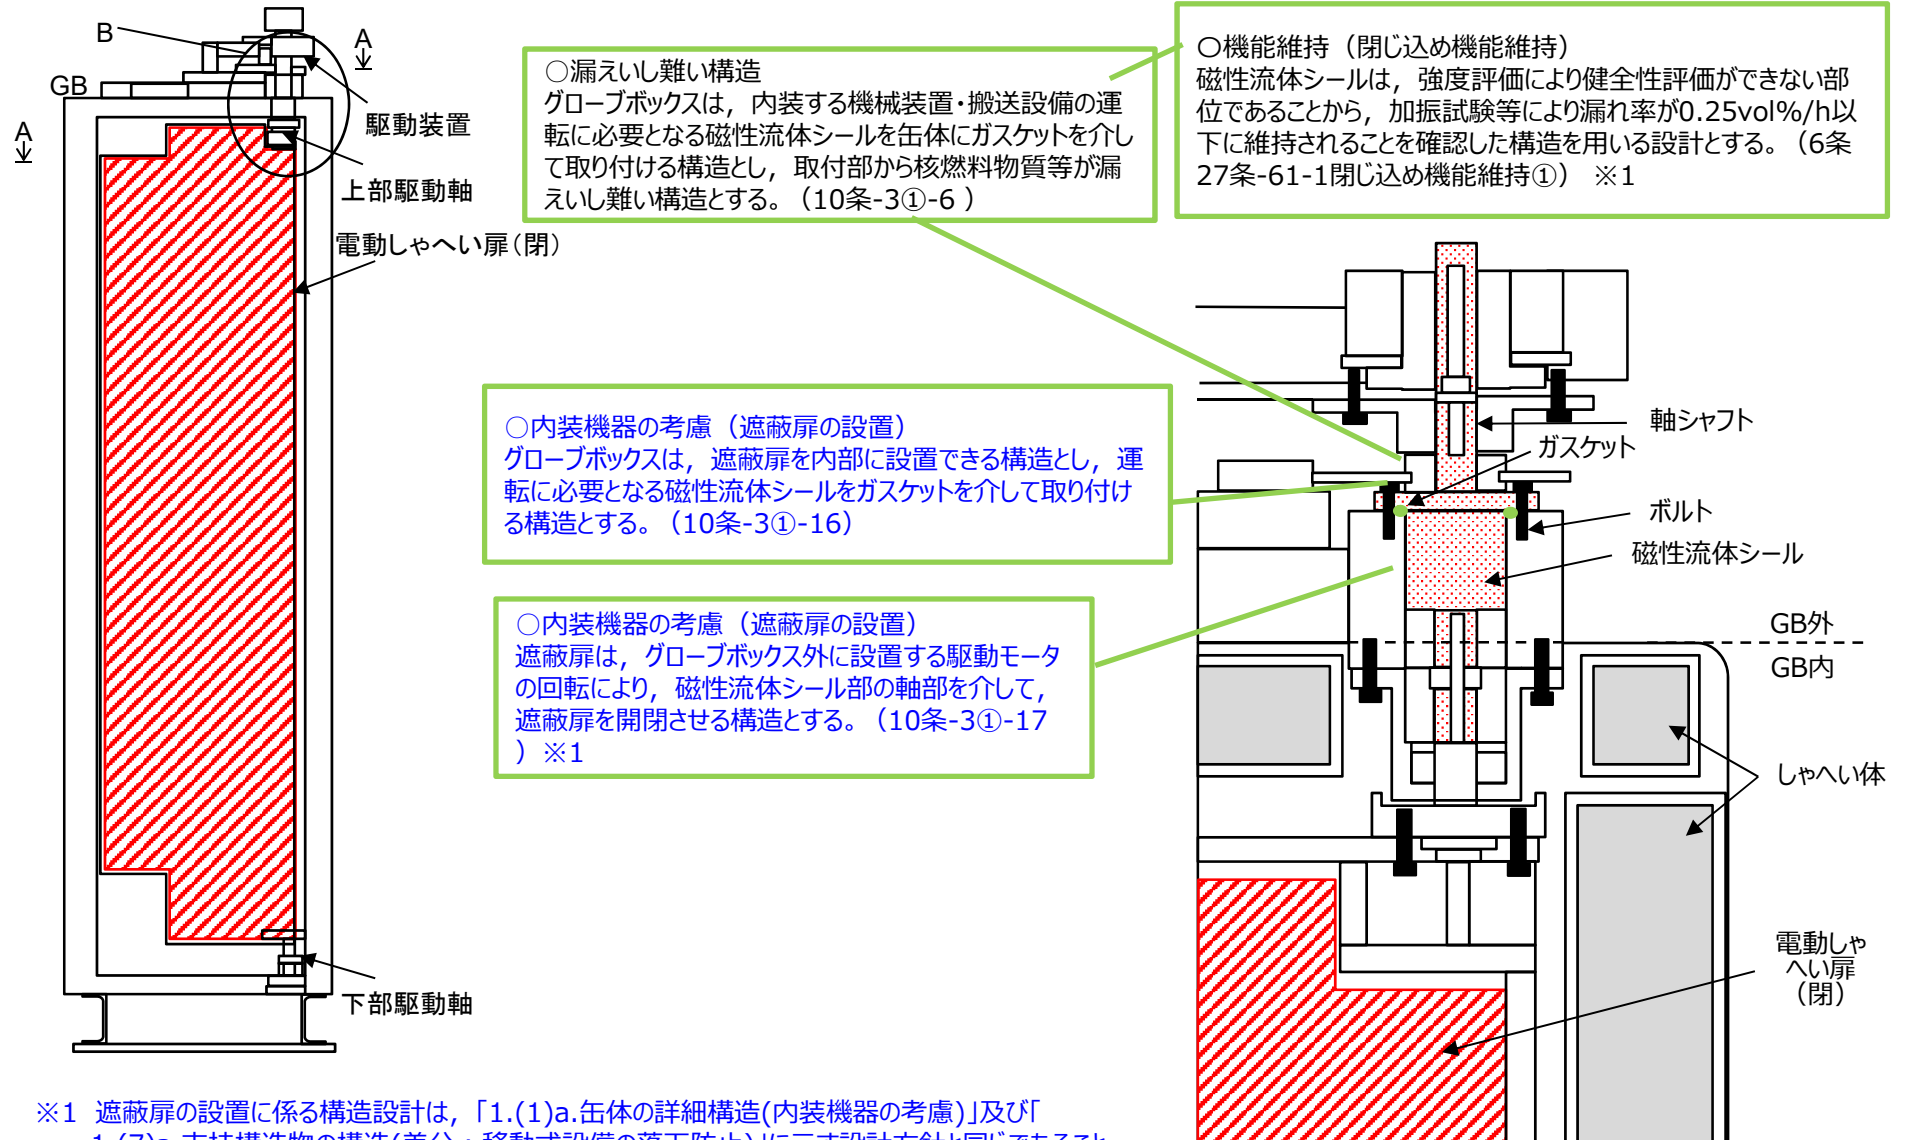 B
A
GB
A
駆動装置
上部駆動軸
電動しゃへい扉（閉）
下部駆動軸
○漏えいし難い構造
グローブボックスは，内装する機械装置・搬送設備の運
転に必要となる磁性流体シールを缶体にガスケットを介し
て取り付ける構造とし，取付部から核燃料物質等が漏
えいし難い構造とする。（10条-3①-6 ）
○機能維持（閉じ込め機能維持）
磁性流体シールは，強度評価により健全性評価ができない部
位であることから，加振試験等により漏れ率が0.25vol%/h以
下に維持されることを確認した構造を用いる設計とする。（6条
27条-61-1閉じ込め機能維持①） ※1
○内装機器の考慮（遮蔽扉の設置）
グローブボックスは，遮蔽扉を内部に設置できる構造とし，運
転に必要となる磁性流体シールをガスケットを介して取り付け
る構造とする。（10条-3①-16）
○内装機器の考慮（遮蔽扉の設置）
遮蔽扉は，グローブボックス外に設置する駆動モータ
の回転により，磁性流体シール部の軸部を介して，
遮蔽扉を開閉させる構造とする。（10条-3①-17
）※1
軸シャフト
ガスケット
ボルト
磁性流体シール
GB外
GB内
しゃへい体
電動しゃ
へい扉
（閉）
※1 遮蔽扉の設置に係る構造設計は，「1.(1)a.缶体の詳細構造(内装機器の考慮)」及び「